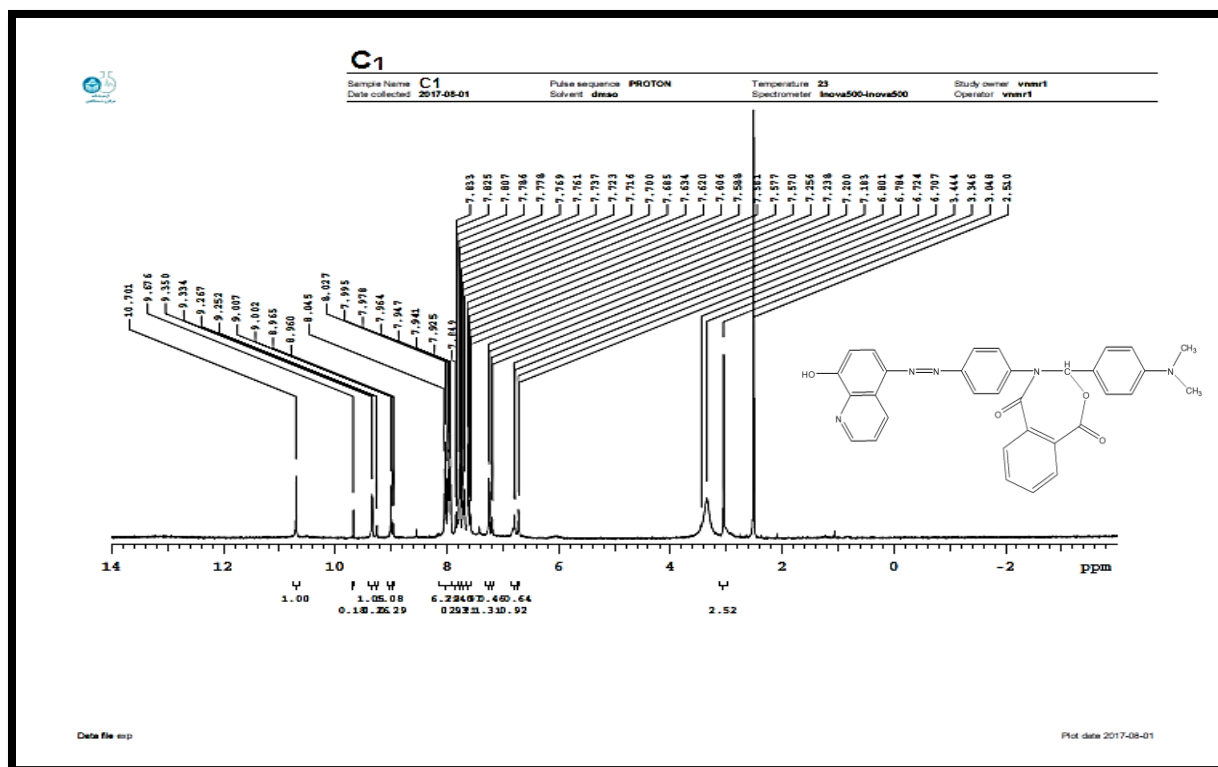 C1
Sample Name C1 Pulse sequence PROTON Temperature 23 Study owner vnmr1
Date collected 2017-08-01 Solvent dmso Spectrometer Inova500-inova500 Operator vnmr1
7.833 7.825 7.807 7.786 7.778 7.769 7.761 7.737 7.723 7.716 7.700 7.685 7.634 7.620 7.606 7.588 7.581 7.577 7.570 7.256 7.238 7.200 7.183 6.801 6.784 6.724 6.707 3.444 3.346 3.048 2.510
10.701 9.676 9.350 9.334 9.267 9.252 9.007 9.002 8.965 8.960 8.045 8.027 7.995 7.978 7.964 7.947 7.941 7.925 7.849
HO N N N N H O O O N CH3 CH3
14 12 10 8 6 4 2 0 -2 ppm
1.00
0.18
0.92
2.52
Data file exp Plot date 2017-08-01